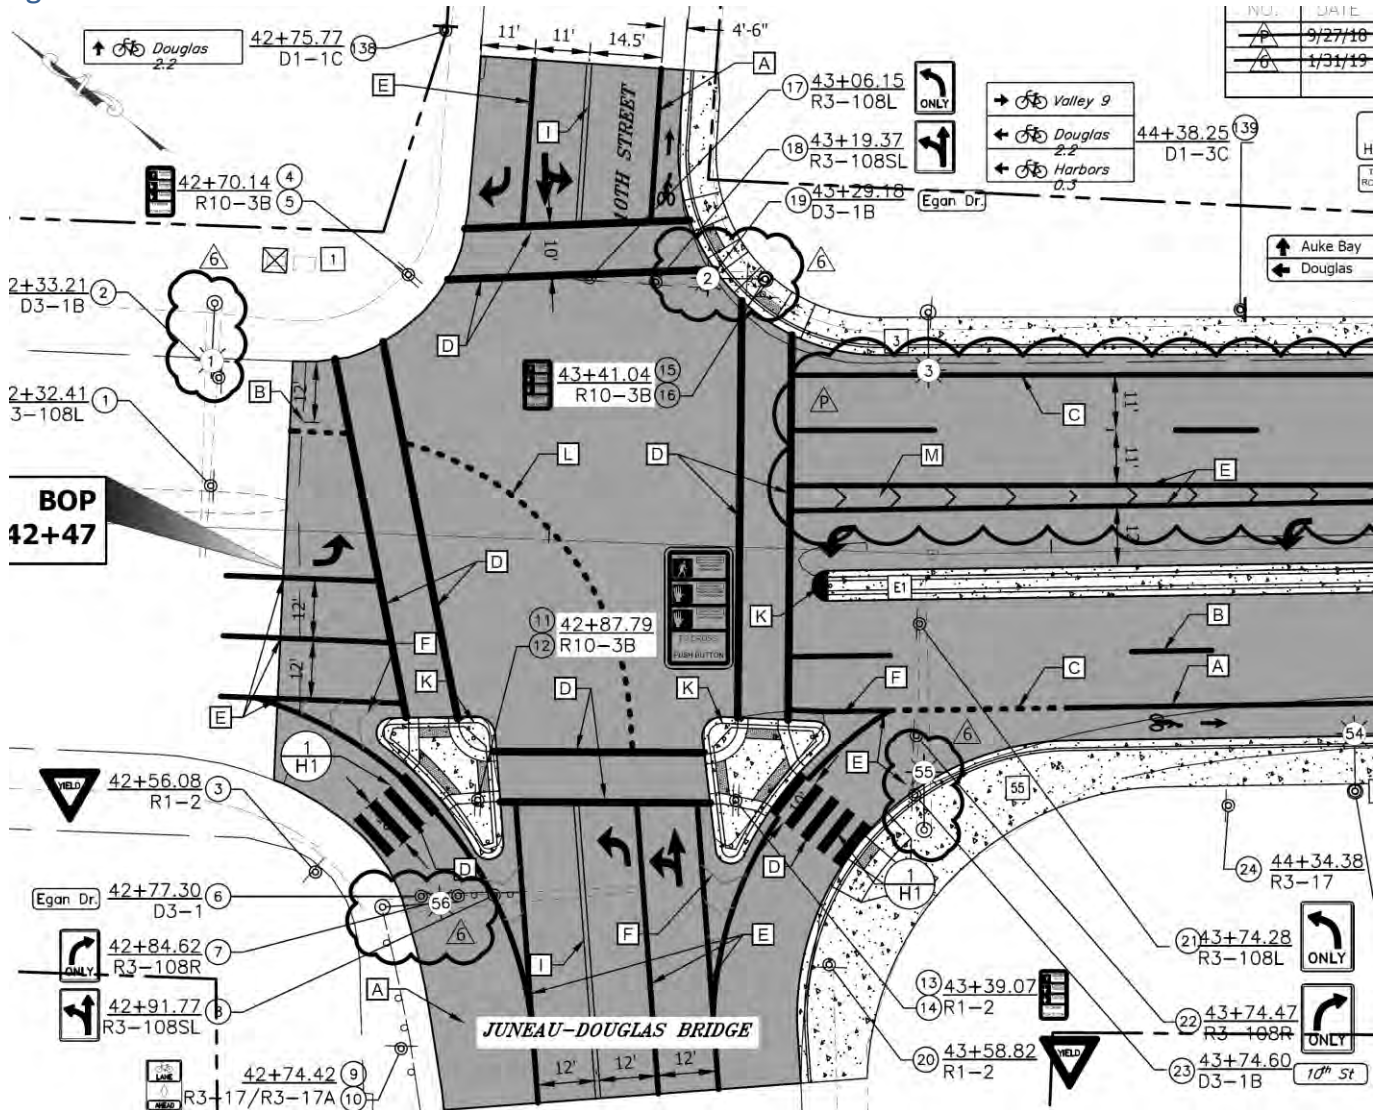 NO. DATE
P 9/27/18
6 1/31/19
Douglas
2.2
42+75.77 138
D1-1C
11' 11' 14.5' 4'-6"
E
A
I
10TH STREET
17 43+06.15
R3-108L
ONLY
18 43+19.37
R3-108SL
19 43+29.18
D3-1B
Egan Dr.
Valley 9
Douglas
2.2
Harbors
0.3
44+38.25 139
D1-3C
Auke Bay
Douglas
42+70.14 4
R10-3B 5
6
1
2+33.21 2
D3-1B
1
D
10'
D
2
6
3
3
2+32.41 1
3-108L
B
12'
43+41.04 15
R10-3B 16
P
C
11'
11'
L
D
M
E
12'
BOP
42+47
D
E1
K
12'
12'
F
K
11 42+87.79
12 R10-3B
PUSH BUTTON
B
C
A
D
K
F
E
1
H1
E
6
55
55
54
YIELD
42+56.08 3
R1-2
D
D
1
H1
24 44+34.38
R3-17
Egan Dr.
42+77.30 6
D3-1
56
6
F
E
I
ONLY
42+84.62 7
R3-108R
42+91.77 8
R3-108SL
A
JUNEAU-DOUGLAS BRIDGE
12' 12' 12'
13 43+39.07
14 R1-2
20 43+58.82
R1-2
YIELD
21 43+74.28
R3-108L
ONLY
22 43+74.47
R3-108R
ONLY
23 43+74.60
D3-1B
10th St
LANE
AHEAD
42+74.42 9
R3-17/R3-17A 10